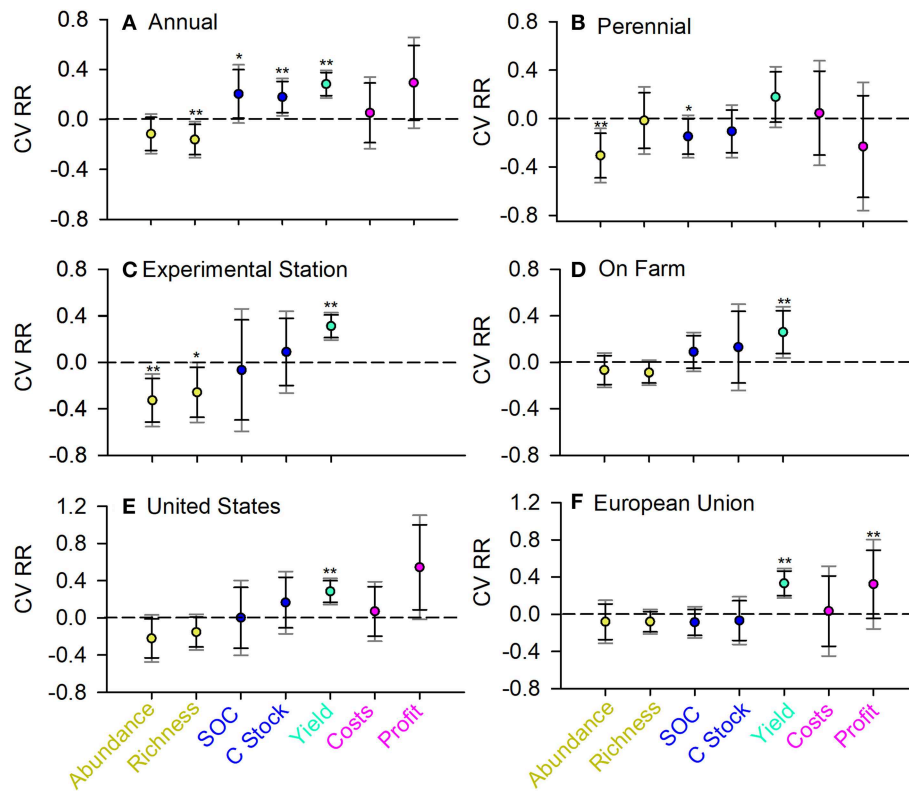 A Annual
0.8
0.4
0.0
-0.4
-0.8
CV RR
*
**
**
**
B Perennial
0.8
0.4
0.0
-0.4
-0.8
CV RR
**
*
C Experimental Station
0.8
0.4
0.0
-0.4
-0.8
CV RR
**
*
**
D On Farm
0.8
0.4
0.0
-0.4
-0.8
CV RR
**
E United States
1.2
0.8
0.4
0.0
-0.4
-0.8
CV RR
**
F European Union
1.2
0.8
0.4
0.0
-0.4
-0.8
CV RR
**
**
Abundance
Richness
SOC
C Stock
Yield
Costs
Profit
Abundance
Richness
SOC
C Stock
Yield
Costs
Profit